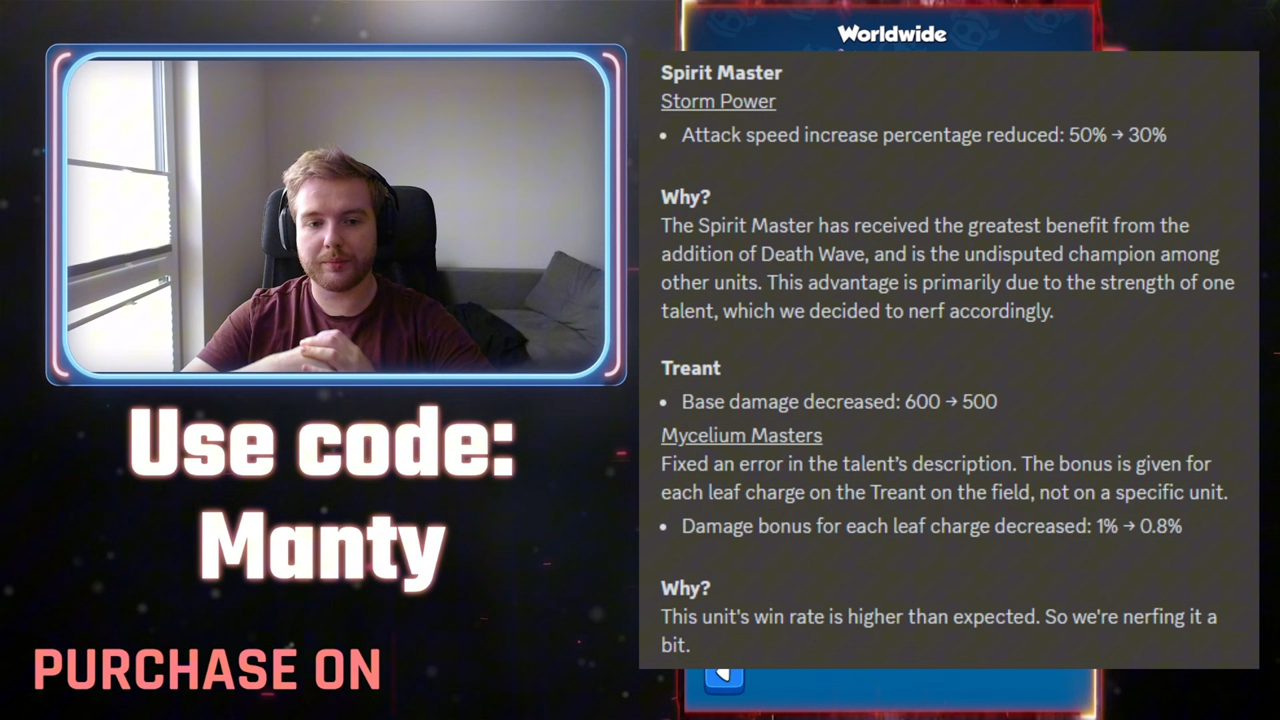 Worldwide
Spirit Master
Storm Power
• Attack speed increase percentage reduced: 50% → 30%
Why?
The Spirit Master has received the greatest benefit from the
addition of Death Wave, and is the undisputed champion among
other units. This advantage is primarily due to the strength of one
talent, which we decided to nerf accordingly.
Treant
• Base damage decreased: 600 → 500
Mycelium Masters
Fixed an error in the talent’s description. The bonus is given for
each leaf charge on the Treant on the field, not on a specific unit.
• Damage bonus for each leaf charge decreased: 1% → 0.8%
Why?
This unit's win rate is higher than expected. So we're nerfing it a
bit.
Use code:
Manty
PURCHASE ON